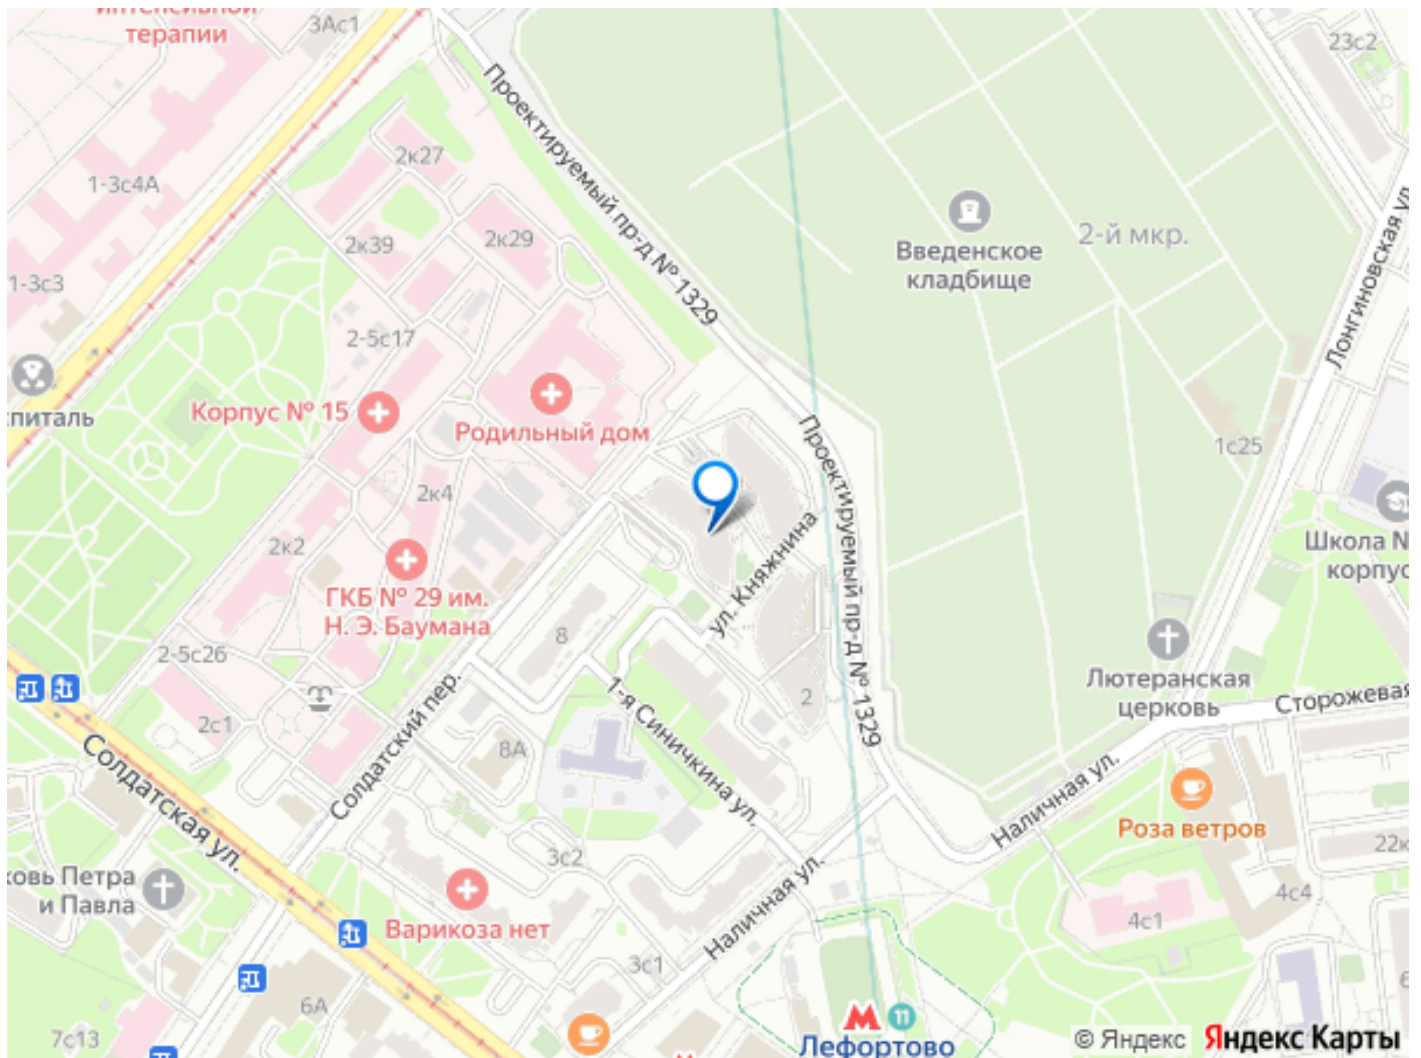 интенсивной
терапии
3Ас1
23с2
Проектируемый пр-д № 1329
2к27
1-3с4А
2к39
2к29
Введенское
кладбище
2-й мкр.
Лонгиновская ул.
1-3с3
2-5с17
Корпус № 15
Родильный дом
Проектируемый пр-д № 1329
1с25
2к4
2к2
ул. Княжнина
Школа №
корпус
ГКБ № 29 им.
Н. Э. Баумана
8
2-5с26
Лютеранская
церковь
Сторожевая
2с1
1-я Синичкина ул.
2
Солдатский пер.
8А
Солдатская ул.
Наличная ул.
Роза ветров
22к
3с2
Петра
и Павла
4с4
4с1
Варикоза нет
Наличная ул.
3с1
6А
7с13
11
Лефортово
© Яндекс Яндекс Карты